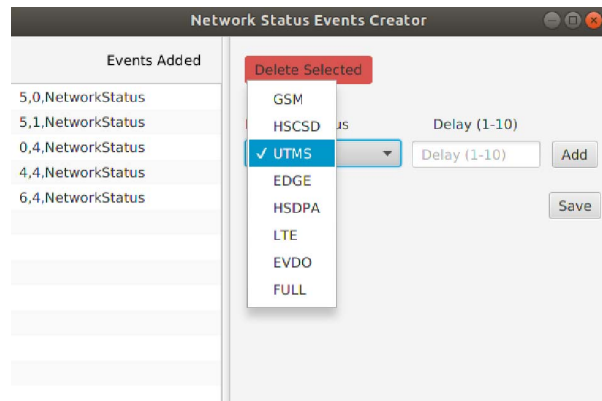 Network Status Events Creator
Events Added
5,0,NetworkStatus
5,1,NetworkStatus
0,4,NetworkStatus
4,4,NetworkStatus
6,4,NetworkStatus
Delete Selected
Delay (1-10)
GSM
HSCSD
✓ UTMS
EDGE
HSDPA
LTE
EVDO
FULL
Delay (1-10)
Add
Save